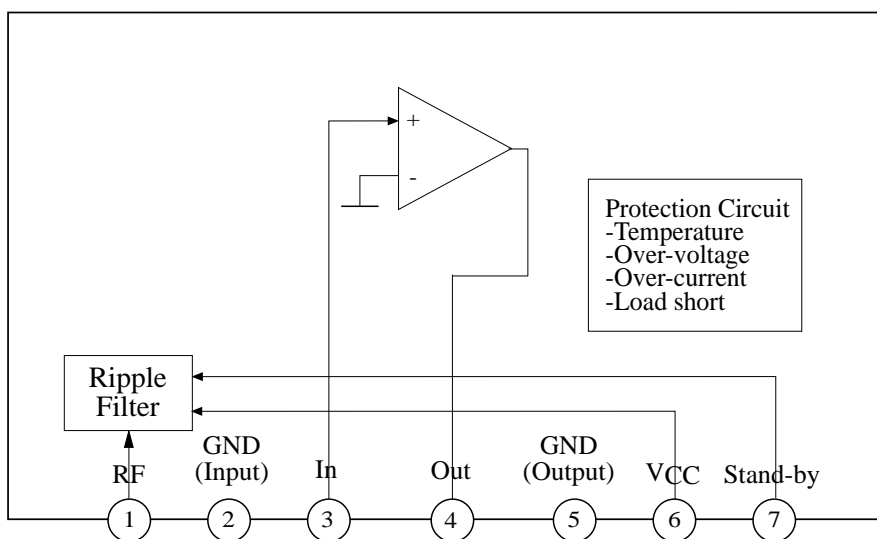 +
-
Protection Circuit
-Temperature
-Over-voltage
-Over-current
-Load short
Ripple
Filter
RF
GND
(Input)
In
Out
GND
(Output)
VCC
Stand-by
1
2
3
4
5
6
7